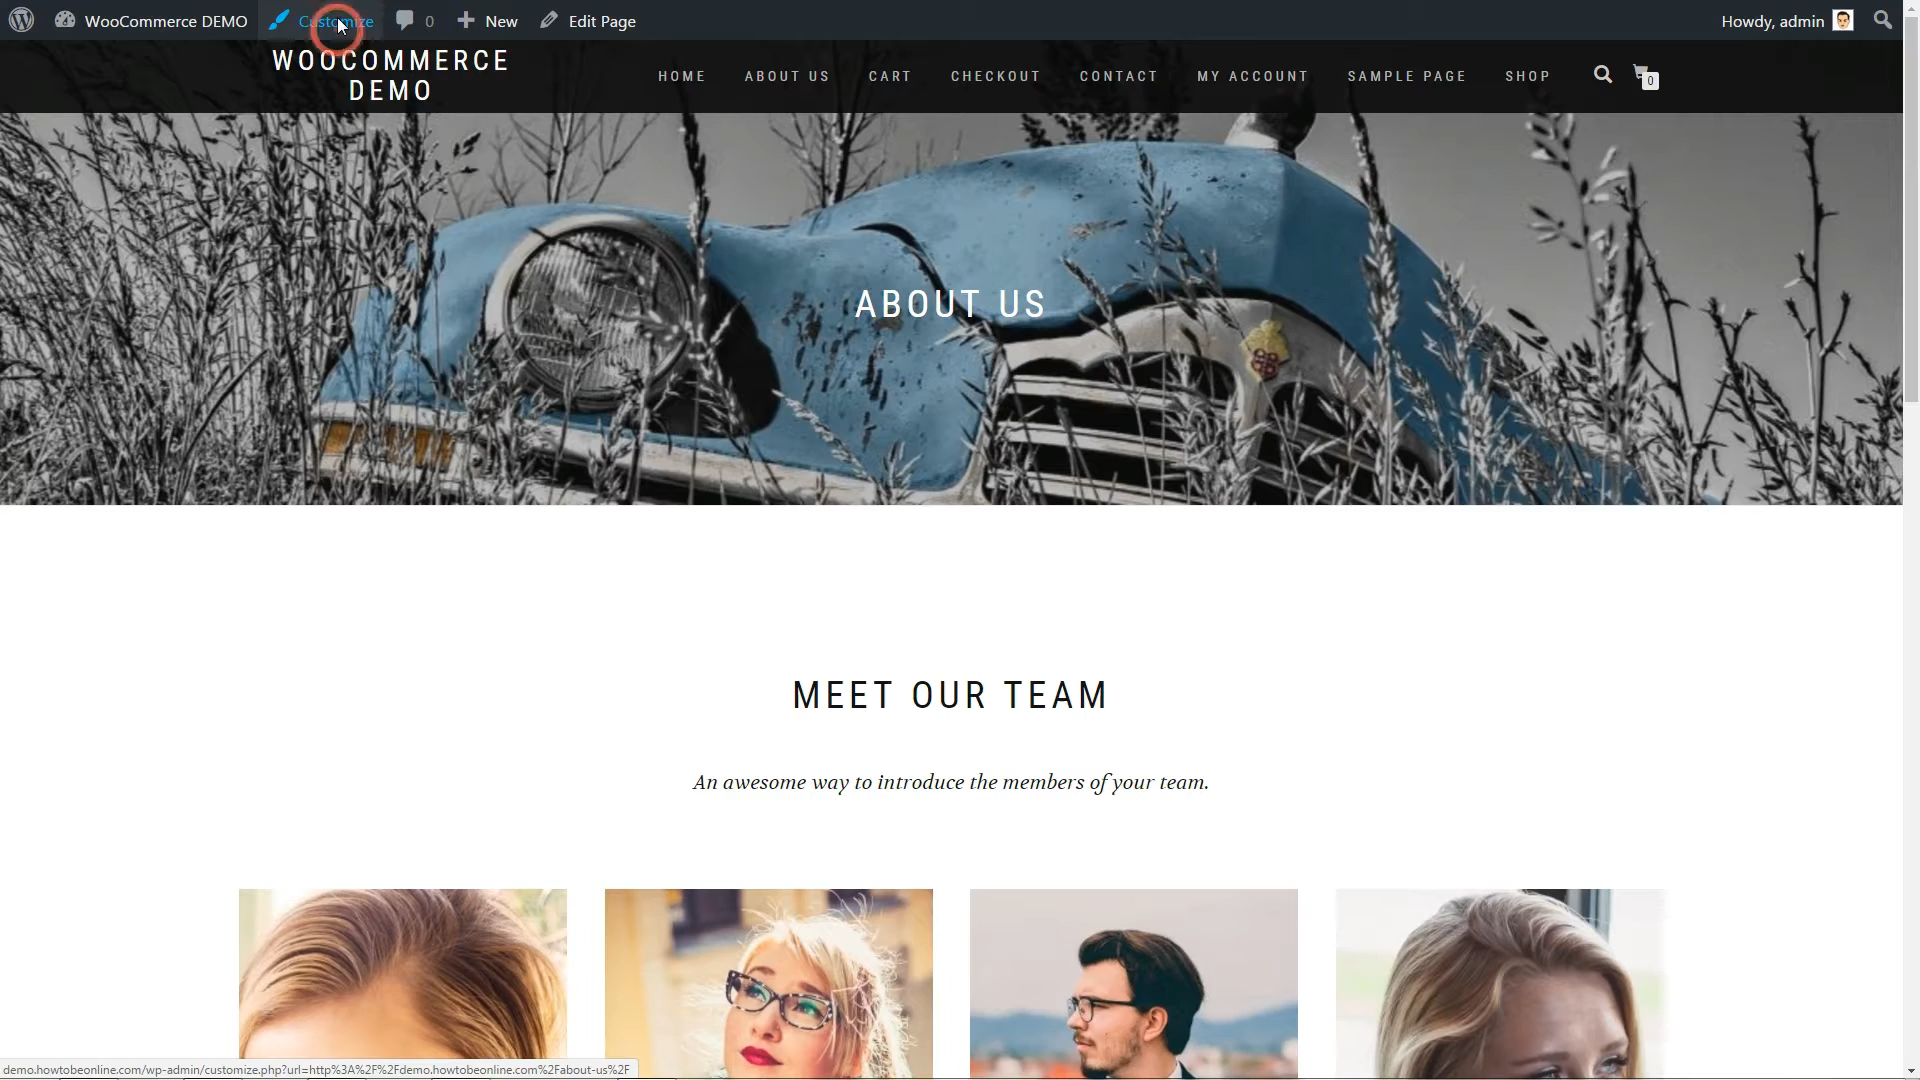 WooCommerce DEMO Customize 0 New Edit Page Howdy, admin
WOOCOMMERCE
DEMO
HOME ABOUT US CART CHECKOUT CONTACT MY ACCOUNT SAMPLE PAGE SHOP 0
ABOUT US
MEET OUR TEAM
An awesome way to introduce the members of your team.
demo.howtobeonline.com/wp-admin/customize.php?url=http%3A%2F%2Fdemo.howtobeonline.com%2Fabout-us%2F